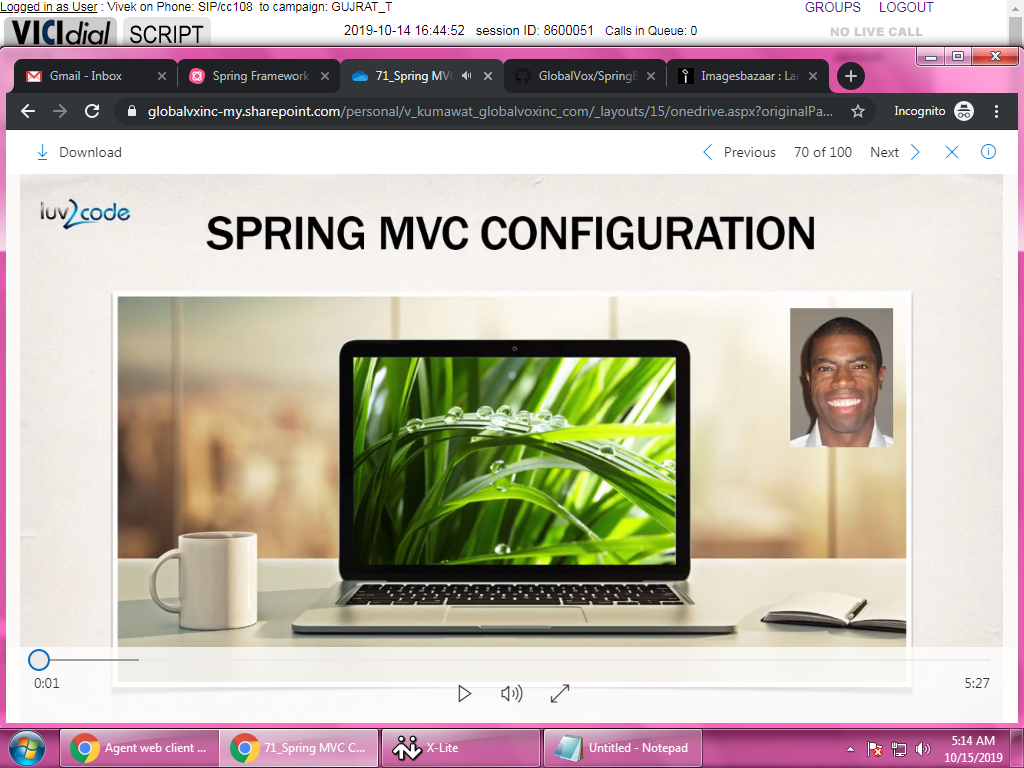 Logged in as User : Vivek on Phone: SIP/cc108 to campaign: GUJRAT_T
GROUPS LOGOUT
VICIdial SCRIPT
2019-10-14 16:44:52 session ID: 8600051 Calls in Queue: 0
NO LIVE CALL
Gmail - Inbox
Spring Framework
71_Spring MV
GlobalVox/Spring
Imagesbazaar : Lar
globalvxinc-my.sharepoint.com/personal/v_kumawat_globalvoxinc_com/_layouts/15/onedrive.aspx?originalPa...
Incognito
Download
Previous 70 of 100 Next
luv2code
SPRING MVC CONFIGURATION
0:01
5:27
Agent web client ...
71_Spring MVC C...
X-Lite
Untitled - Notepad
5:14 AM
10/15/2019